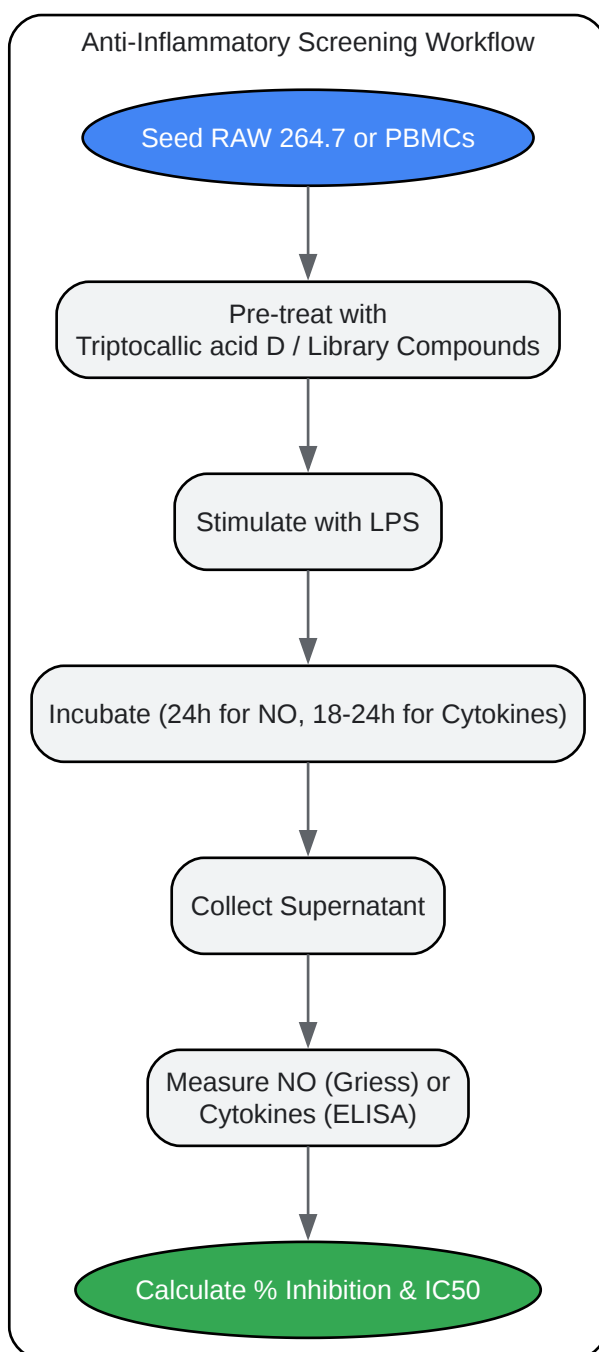 Anti-Inflammatory Screening Workflow
Seed RAW 264.7 or PBMCs
Pre-treat with
Triptocallic acid D / Library Compounds
Stimulate with LPS
Incubate (24h for NO, 18-24h for Cytokines)
Collect Supernatant
Measure NO (Griess) or
Cytokines (ELISA)
Calculate % Inhibition & IC50